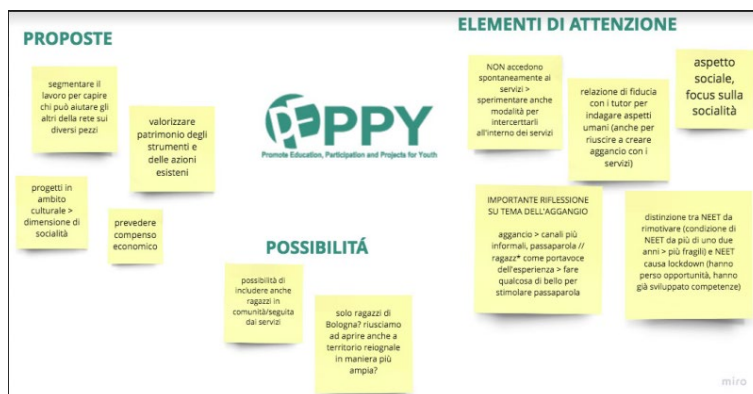 PROPOSTE
segmentare il
lavoro per capire
chi può aiutare gli
altri della rete sui
diversi pezzi
valorizzare
patrimonio degli
strumenti e
delle azioni
esisteni
progetti in
ambito
culturale >
dimensione di
socialità
prevedere
compenso
economico
PEPPY
Promote Education, Participation and Projects for Youth
POSSIBILITÁ
possibilità di
includere anche
ragazzi in
comunità/seguita
dai servizi
solo ragazzi di
Bologna? riusciamo
ad aprire anche a
territorio reiognale
in maniera più
ampia?
ELEMENTI DI ATTENZIONE
NON accedono
spontaneamente ai
servizi >
sperimentare anche
modalità per
intercertarli
all'interno dei servizi
relazione di fiducia
con i tutor per
indagare aspetti
umani (anche per
riuscire a creare
aggancio con i
servizi)
aspetto
sociale,
focus sulla
socialità
IMPORTANTE RIFLESSIONE
SU TEMA DELL'AGGANGIO
aggancio > canali più
informali, passaparola //
ragazz* come portavoce
dell'esperienza > fare
qualcosa di bello per
stimolare passaparola
distinzione tra NEET da
rimotivare (condizione di
NEET da più di uno due
anni > più fragili) e NEET
causa lockdown (hanno
perso opportunità, hanno
già sviluppato competenze)
miro